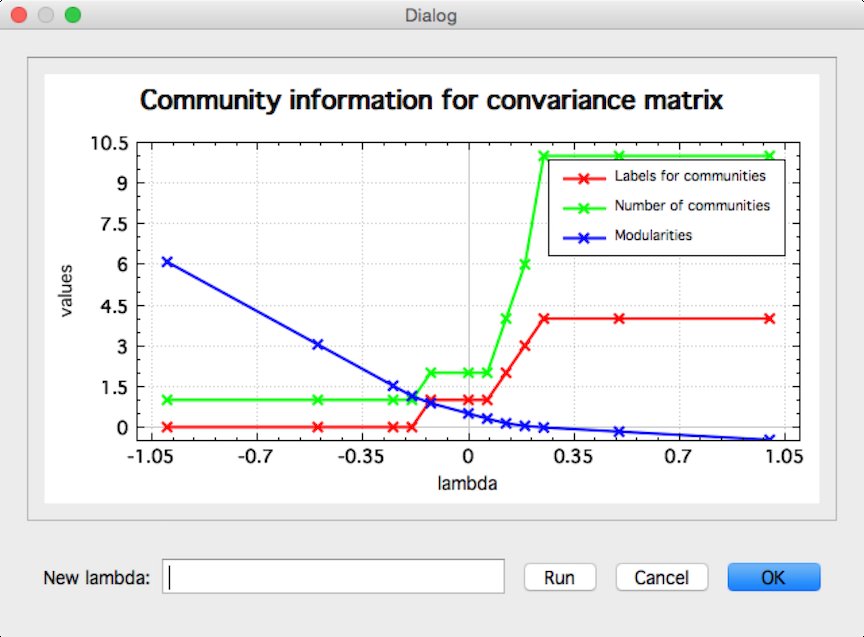 Dialog
Community information for convariance matrix
10.5
9
7.5
6
4.5
3
1.5
0
values
Labels for communities
Number of communities
Modularities
-1.05 -0.7 -0.35 0 0.35 0.7 1.05
lambda
New lambda: Run Cancel OK